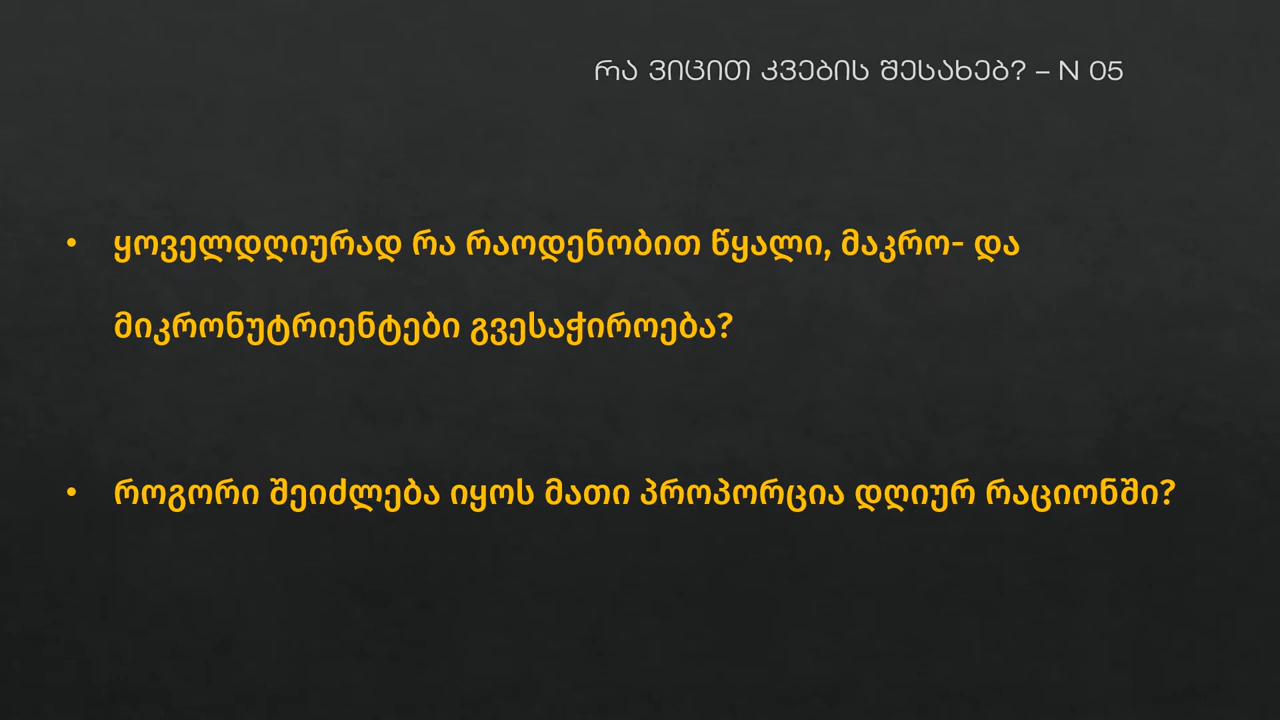 რა ვიცით კვების შესახებ? – N 05
• ყოველდღიურად რა რაოდენობით წყალი, მაკრო- და
მიკრონუტრიენტები გვესაჭიროება?
• როგორი შეიძლება იყოს მათი პროპორცია დღიურ რაციონში?